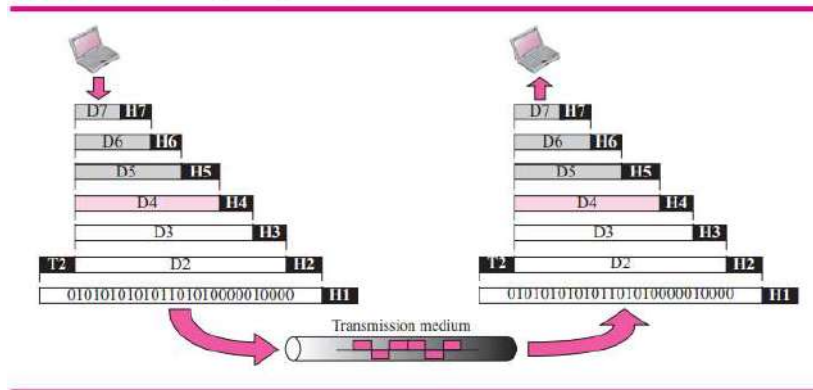 D7 H7
D6 H6
D5 H5
D4 H4
D3 H3
T2 D2 H2
010101010101101010000010000 H1
D7 H7
D6 H6
D5 H5
D4 H4
D3 H3
T2 D2 H2
010101010101101010000010000 H1
Transmission medium